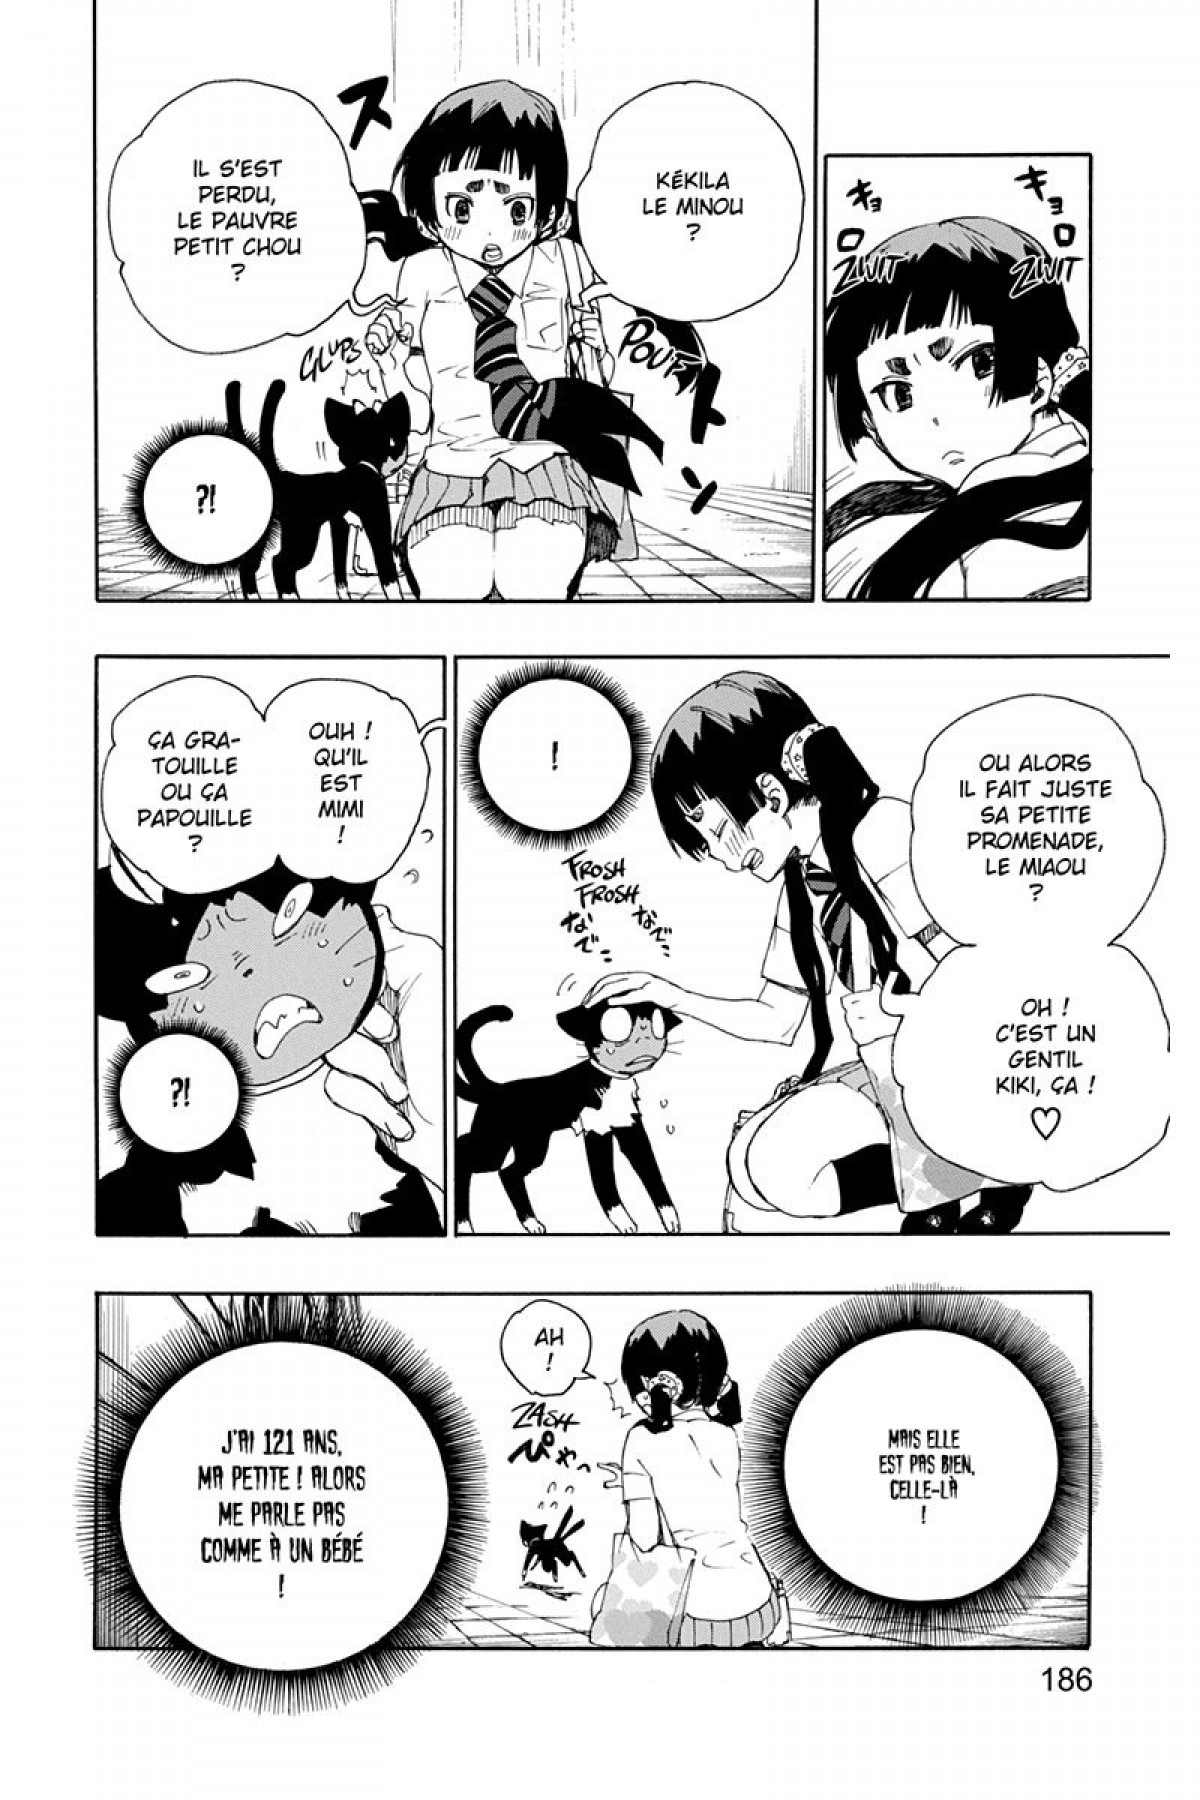 キョ
ロ
ZWIT
キョ
ロ
ZWIT
KÉKILA
LE MINOU
?
ス
IL S'EST
PERDU,
LE PAUVRE
PETIT CHOU
?
POUF
GLUPS
?!
OU ALORS
IL FAIT JUSTE
SA PETITE
PROMENADE,
LE MIAOU
?
OH !
C'EST UN
GENTIL
KIKI, ÇA !
♡
!
FROSH
FROSH
なで
なで
OUH !
QU'IL
EST
MIMI
!
ÇA GRA-
TOUILLE
OU ÇA
PAPOUILLE
?
?!
MAIS ELLE
EST PAS BIEN,
CELLE-LÀ
!
AH
!
ZASH
ぴゃっ
J'AI 121 ANS,
MA PETITE ! ALORS
ME PARLE PAS
COMME À UN BÉBÉ
!
186